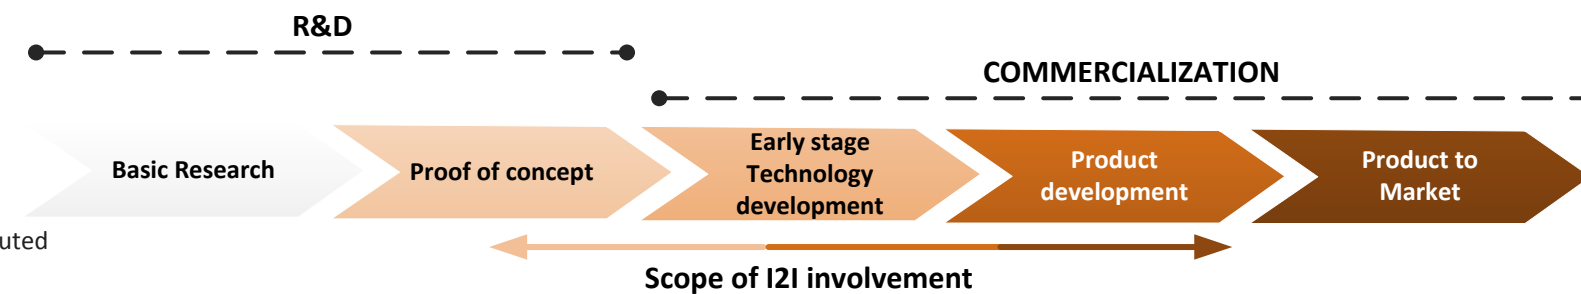 R&D
COMMERCIALIZATION
Basic Research
Proof of concept
Early stage
Technology
development
Product
development
Product to
Market
uted
Scope of I2I involvement